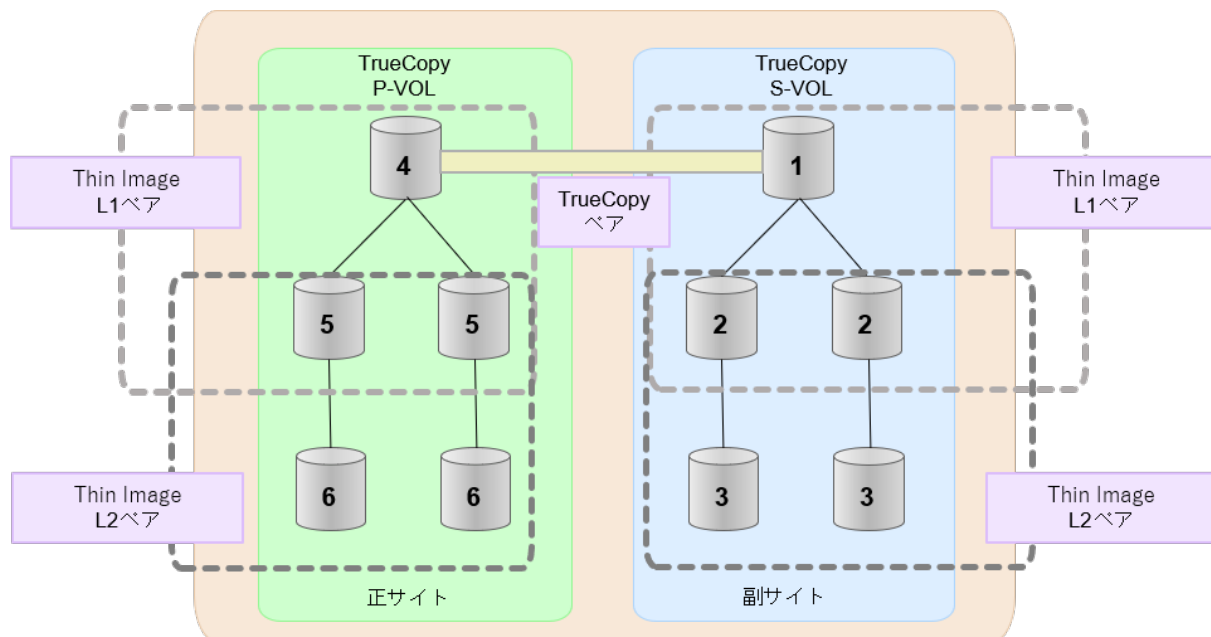 TrueCopy
P-VOL
TrueCopy
S-VOL
4
1
Thin Image
L1ペア
TrueCopy
ペア
Thin Image
L1ペア
5
5
2
2
6
6
3
3
Thin Image
L2ペア
Thin Image
L2ペア
正サイト
副サイト